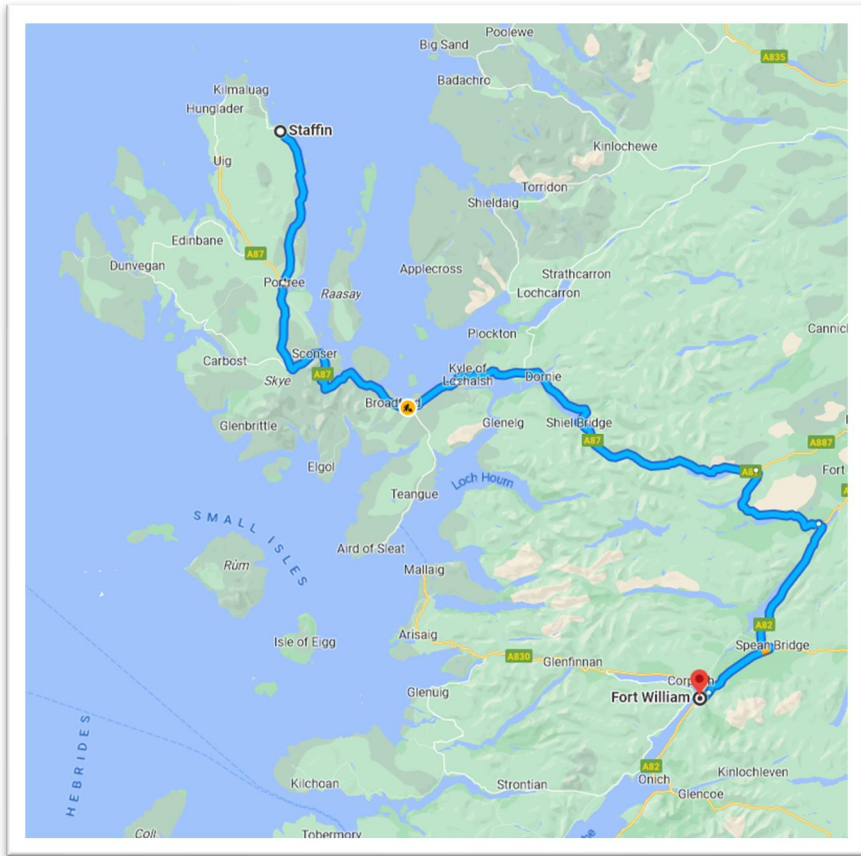 Poolewe
Big Sand
A835
Badachro
Kilmaluag
Hunglader
Staffin
Kinlochewe
Uig
Torridon
Shieldaig
Edinbane
A87
Dunvegan
Applecross
Strathcarron
Portree
Raasay
Lochcarron
Plockton
Sconser
Carbost
Kyle of
Lochalsh
Dornie
A87
Skye
Broadford
Glenbrittle
Glenelg
Shiel Bridge
A87
A887
Elgol
Fort
Loch Hourn
Teangue
SMALL ISLES
Aird of Sleat
Rùm
Mallaig
A82
Arisaig
Isle of Eigg
Spean Bridge
A830
Glenfinnan
Corpach
Glenuig
Fort William
HEBRIDES
A82
Kilchoan
Strontian
Onich
Kinlochleven
Glencoe
Tobermory